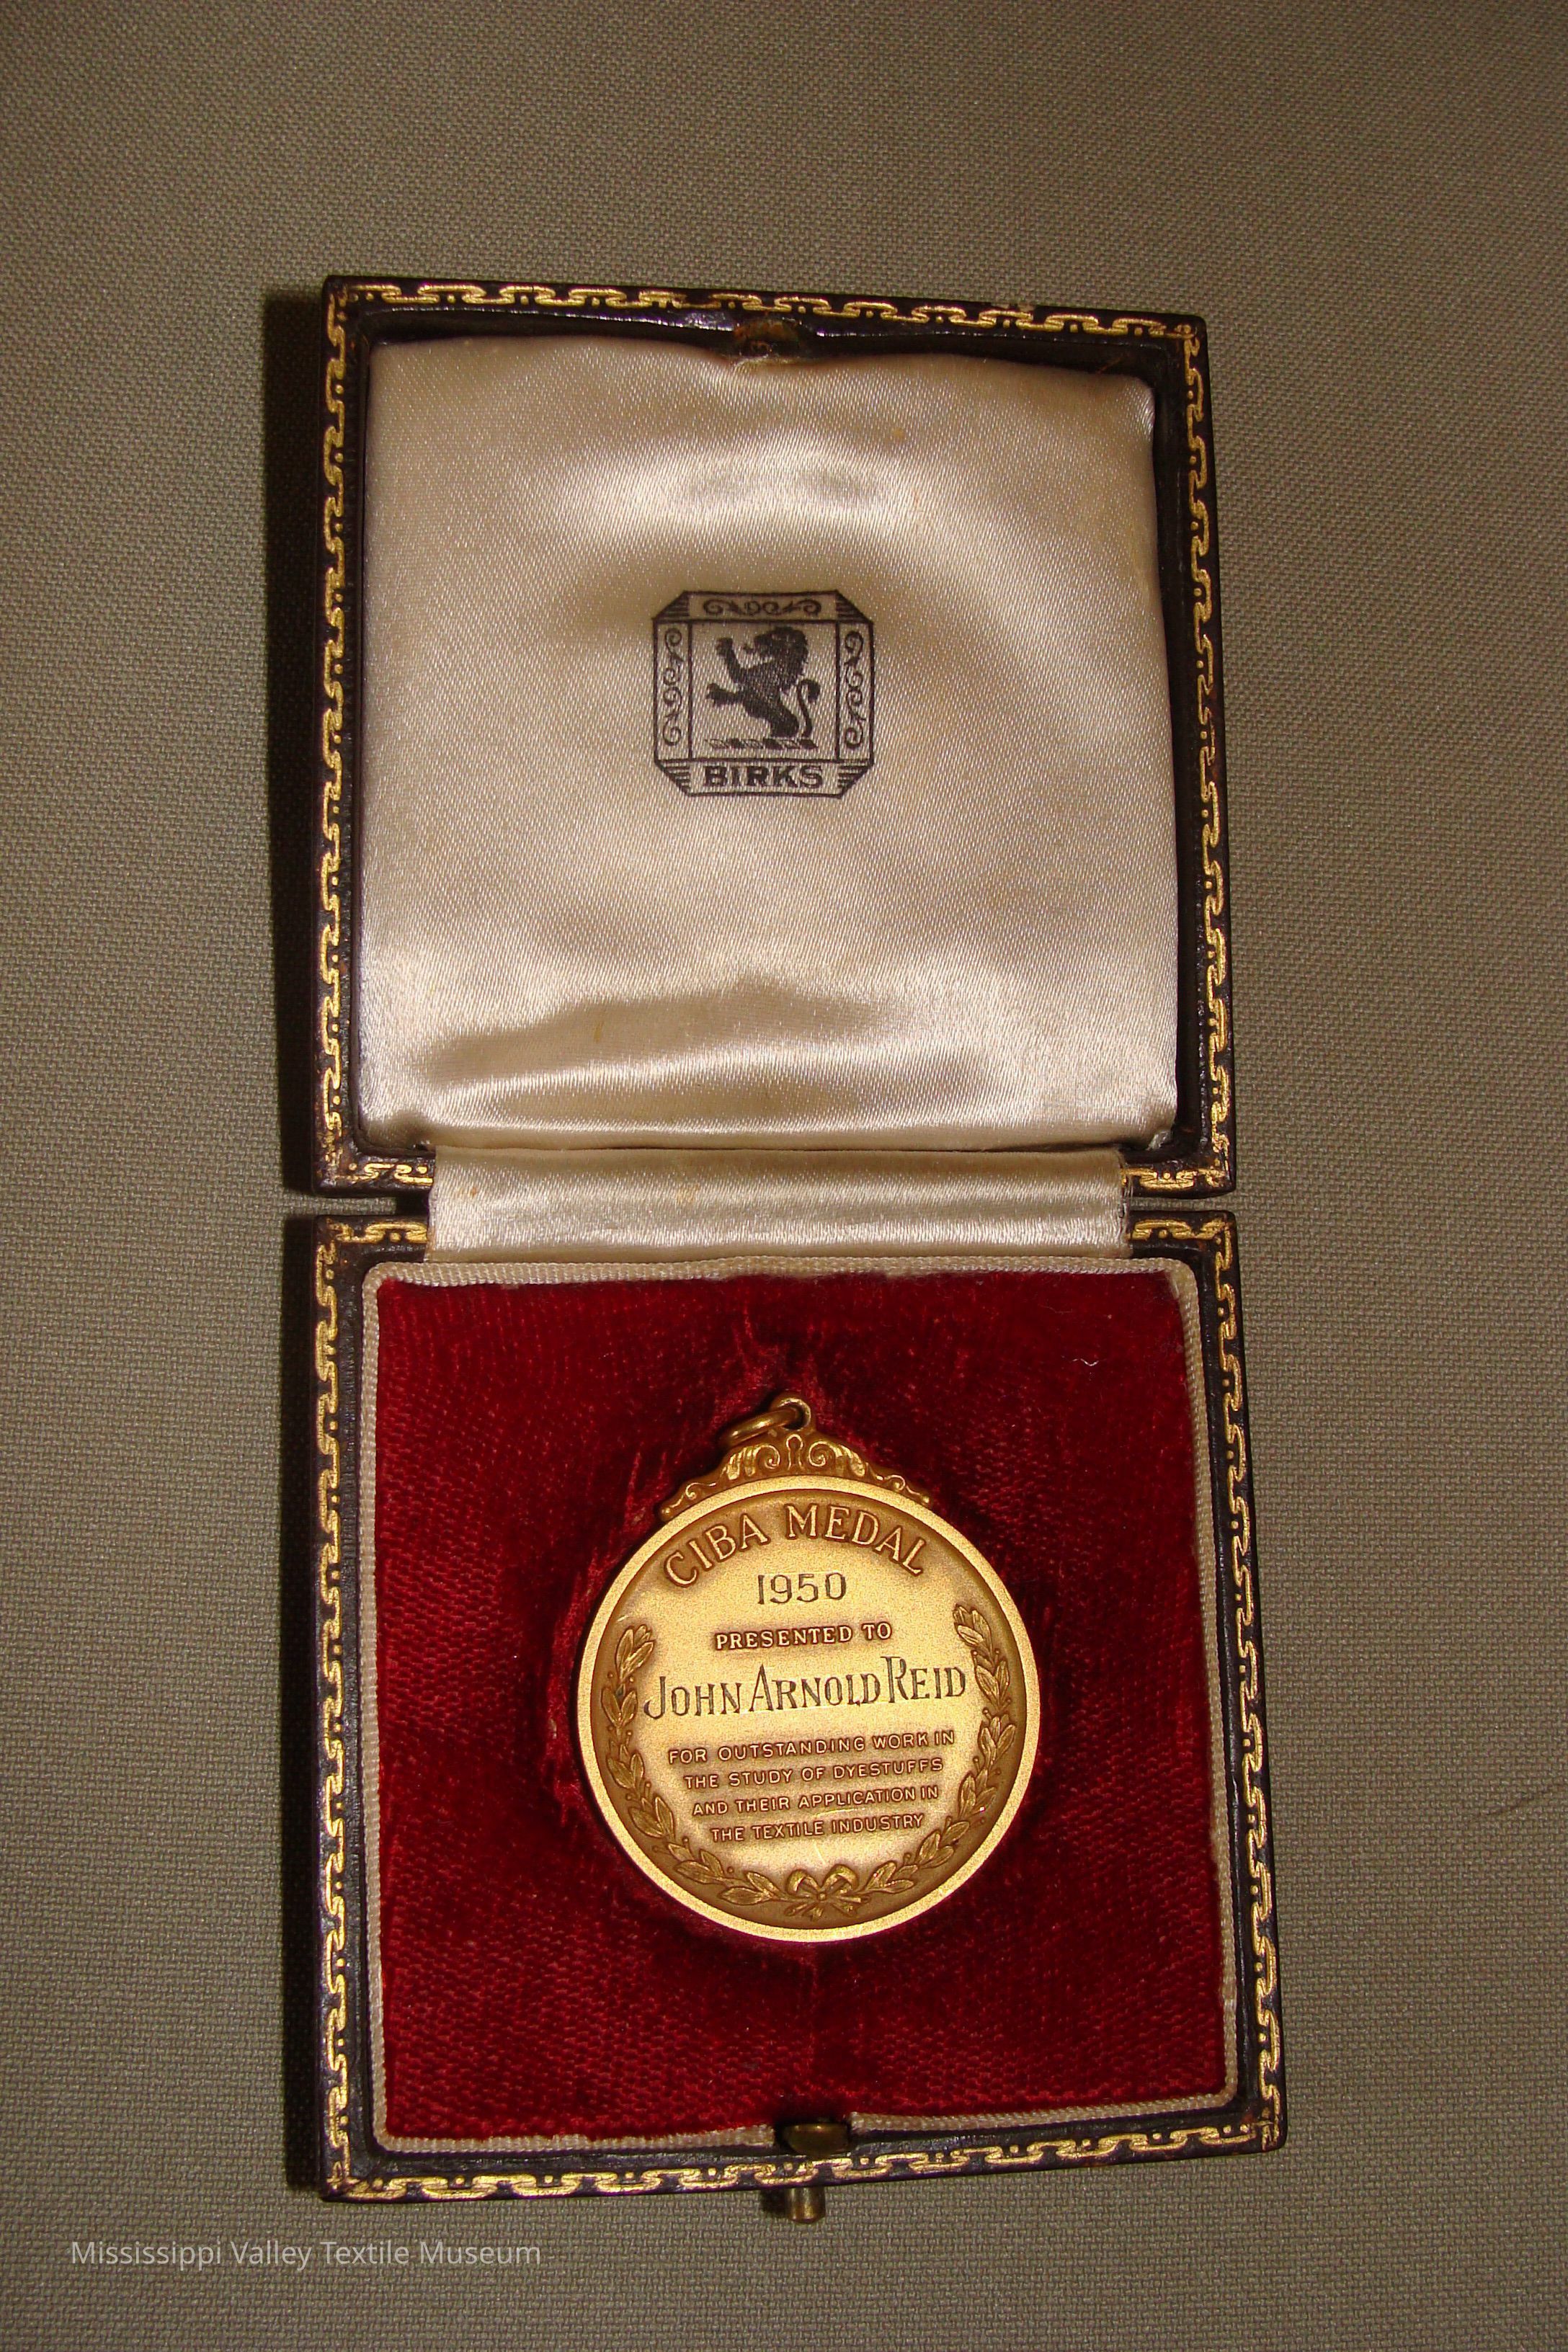 BIRKS
CIBA MEDAL
1950
PRESENTED TO
JOHN ARNOLD REID
FOR OUTSTANDING WORK IN
THE STUDY OF DYESTUFFS
AND THEIR APPLICATION IN
THE TEXTILE INDUSTRY
Mississippi Valley Textile Museum